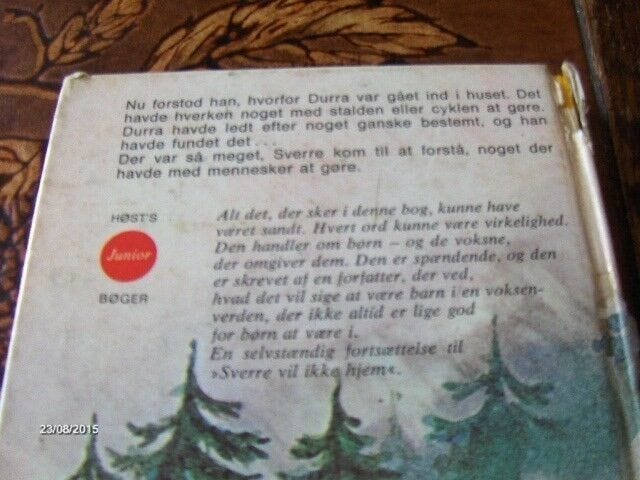 Nu forstod han, hvorfor Durra var gået ind i huset. Det
havde hverken noget med stalden eller cyklen at gøre.
Durra havde ledt efter noget ganske bestemt, og han
havde fundet det . . .
Der var så meget, Sverre kom til at forstå, noget der
havde med mennesker at gøre.
HØST'S
Junior
BØGER
Alt det, der sker i denne bog, kunne have
været sandt. Hvert ord kunne være virkelighed.
Den handler om børn – og de voksne,
der omgiver dem. Den er spændende, og den
er skrevet af en forfatter, der ved,
hvad det vil sige at være barn i en voksen-
verden, der ikke altid er lige god
for børn at være i.
En selvstændig fortsættelse til
»Sverre vil ikke hjem«.
23/08/2015